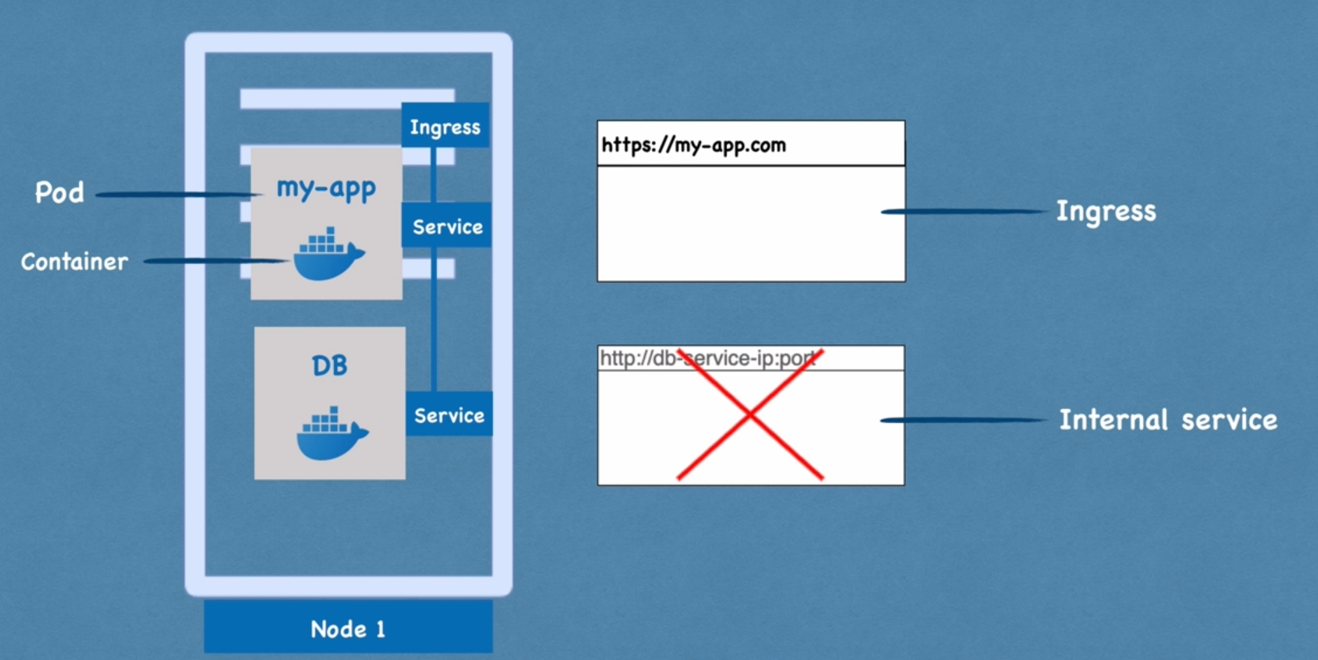 Ingress
https://my-app.com
Pod
my-app
Service
Ingress
Container
DB
http://db-service-ip:port
Service
Internal service
Node 1